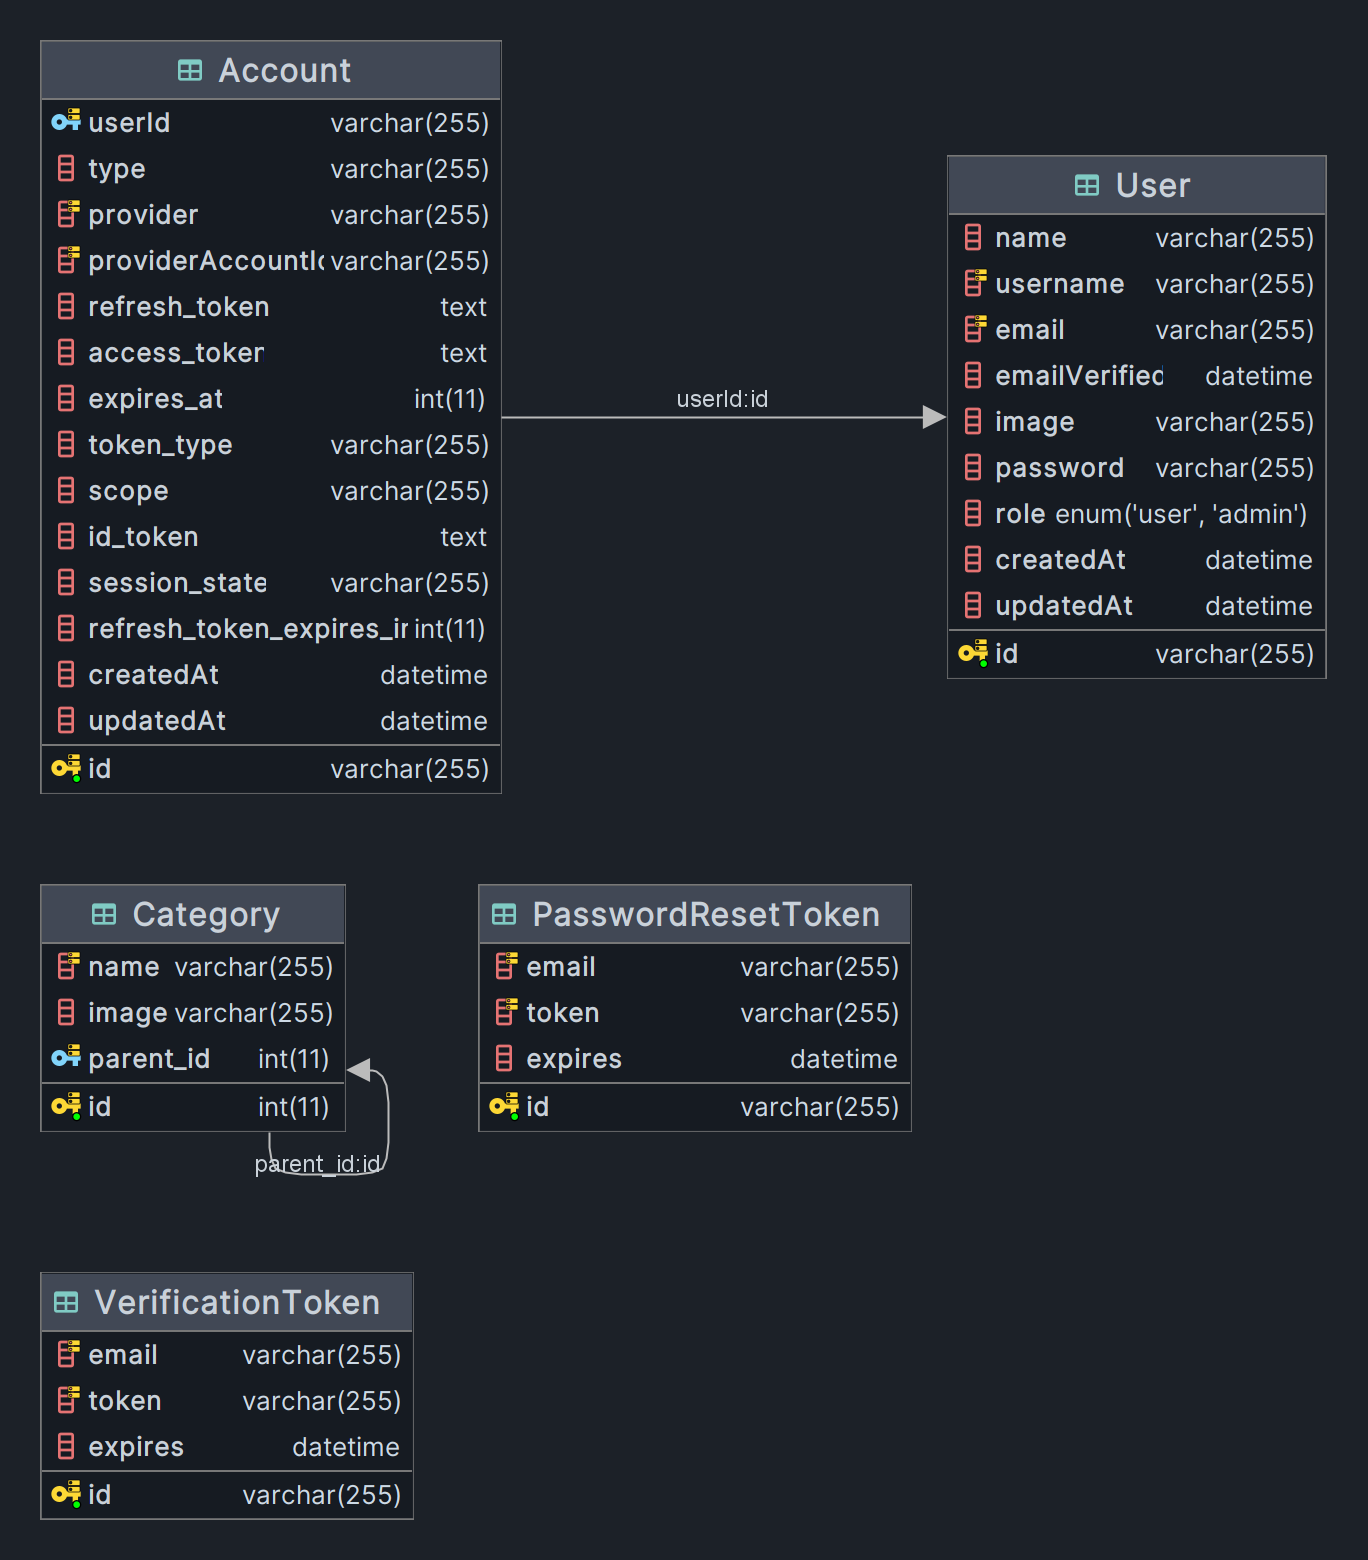 Account
userId varchar(255)
type varchar(255)
provider varchar(255)
providerAccountIc varchar(255)
refresh_token text
access_toker text
expires_at int(11)
token_type varchar(255)
scope varchar(255)
id_token text
session_state varchar(255)
refresh_token_expires_ir int(11)
createdAt datetime
updatedAt datetime
id varchar(255)
userId:id
User
name varchar(255)
username varchar(255)
email varchar(255)
emailVerified datetime
image varchar(255)
password varchar(255)
role enum('user', 'admin')
createdAt datetime
updatedAt datetime
id varchar(255)
Category
name varchar(255)
image varchar(255)
parent_id int(11)
id int(11)
parent_id:id
PasswordResetToken
email varchar(255)
token varchar(255)
expires datetime
id varchar(255)
VerificationToken
email varchar(255)
token varchar(255)
expires datetime
id varchar(255)